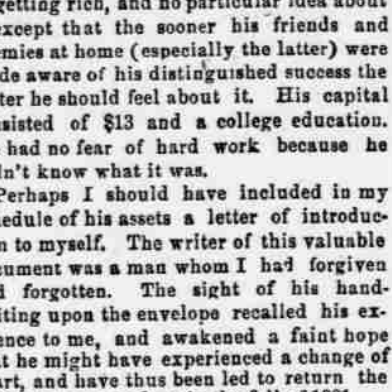 getting rich, and no particular idea about
except that the sooner his friends and
mies at home (especially the latter) were
de aware of his distinguished success the
ter he should feel about it. His capital
sisted of $13 and a college education.
had no fear of hard work because he
n't know what it was.
Perhaps I should have included in my
edule of his assets a letter of introduc-
n to myself. The writer of this valuable
cument was a man whom I had forgiven
d forgotten. The sight of his hand-
iting upon the envelope recalled his ex-
ence to me, and awakened a faint hope
t he might have experienced a change of
art, and have thus been led to return the